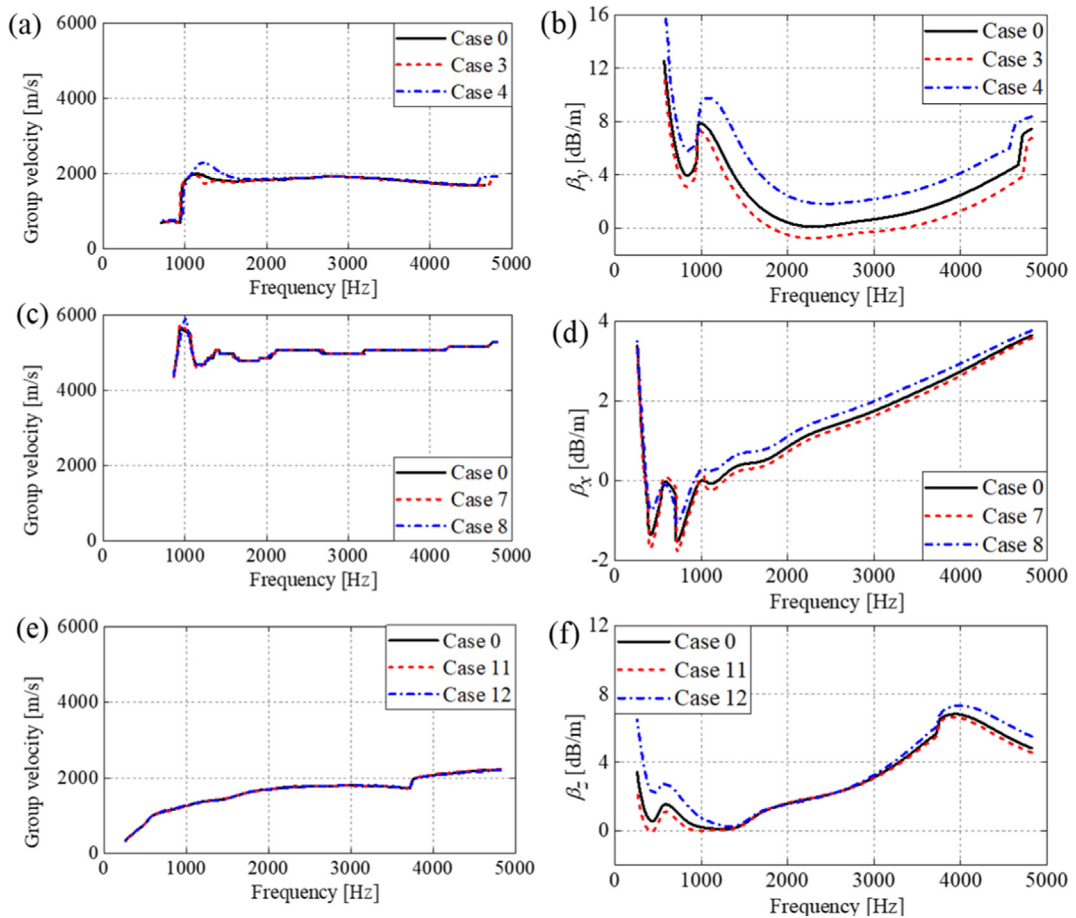 (a)
6000
4000
2000
0
Group velocity [m/s]
Case 0
Case 3
Case 4
0 1000 2000 3000 4000 5000
Frequency [Hz]
(b)
16
12
8
4
0
-2
βy [dB/m]
Case 0
Case 3
Case 4
0 1000 2000 3000 4000 5000
Frequency [Hz]
(c)
6000
4000
2000
0
Group velocity [m/s]
Case 0
Case 7
Case 8
0 1000 2000 3000 4000 5000
Frequency [Hz]
(d)
4
2
0
-2
βx [dB/m]
Case 0
Case 7
Case 8
0 1000 2000 3000 4000 5000
Frequency [Hz]
(e)
6000
4000
2000
0
Group velocity [m/s]
Case 0
Case 11
Case 12
0 1000 2000 3000 4000 5000
Frequency [Hz]
(f)
12
8
4
0
βz [dB/m]
Case 0
Case 11
Case 12
0 1000 2000 3000 4000 5000
Frequency [Hz]